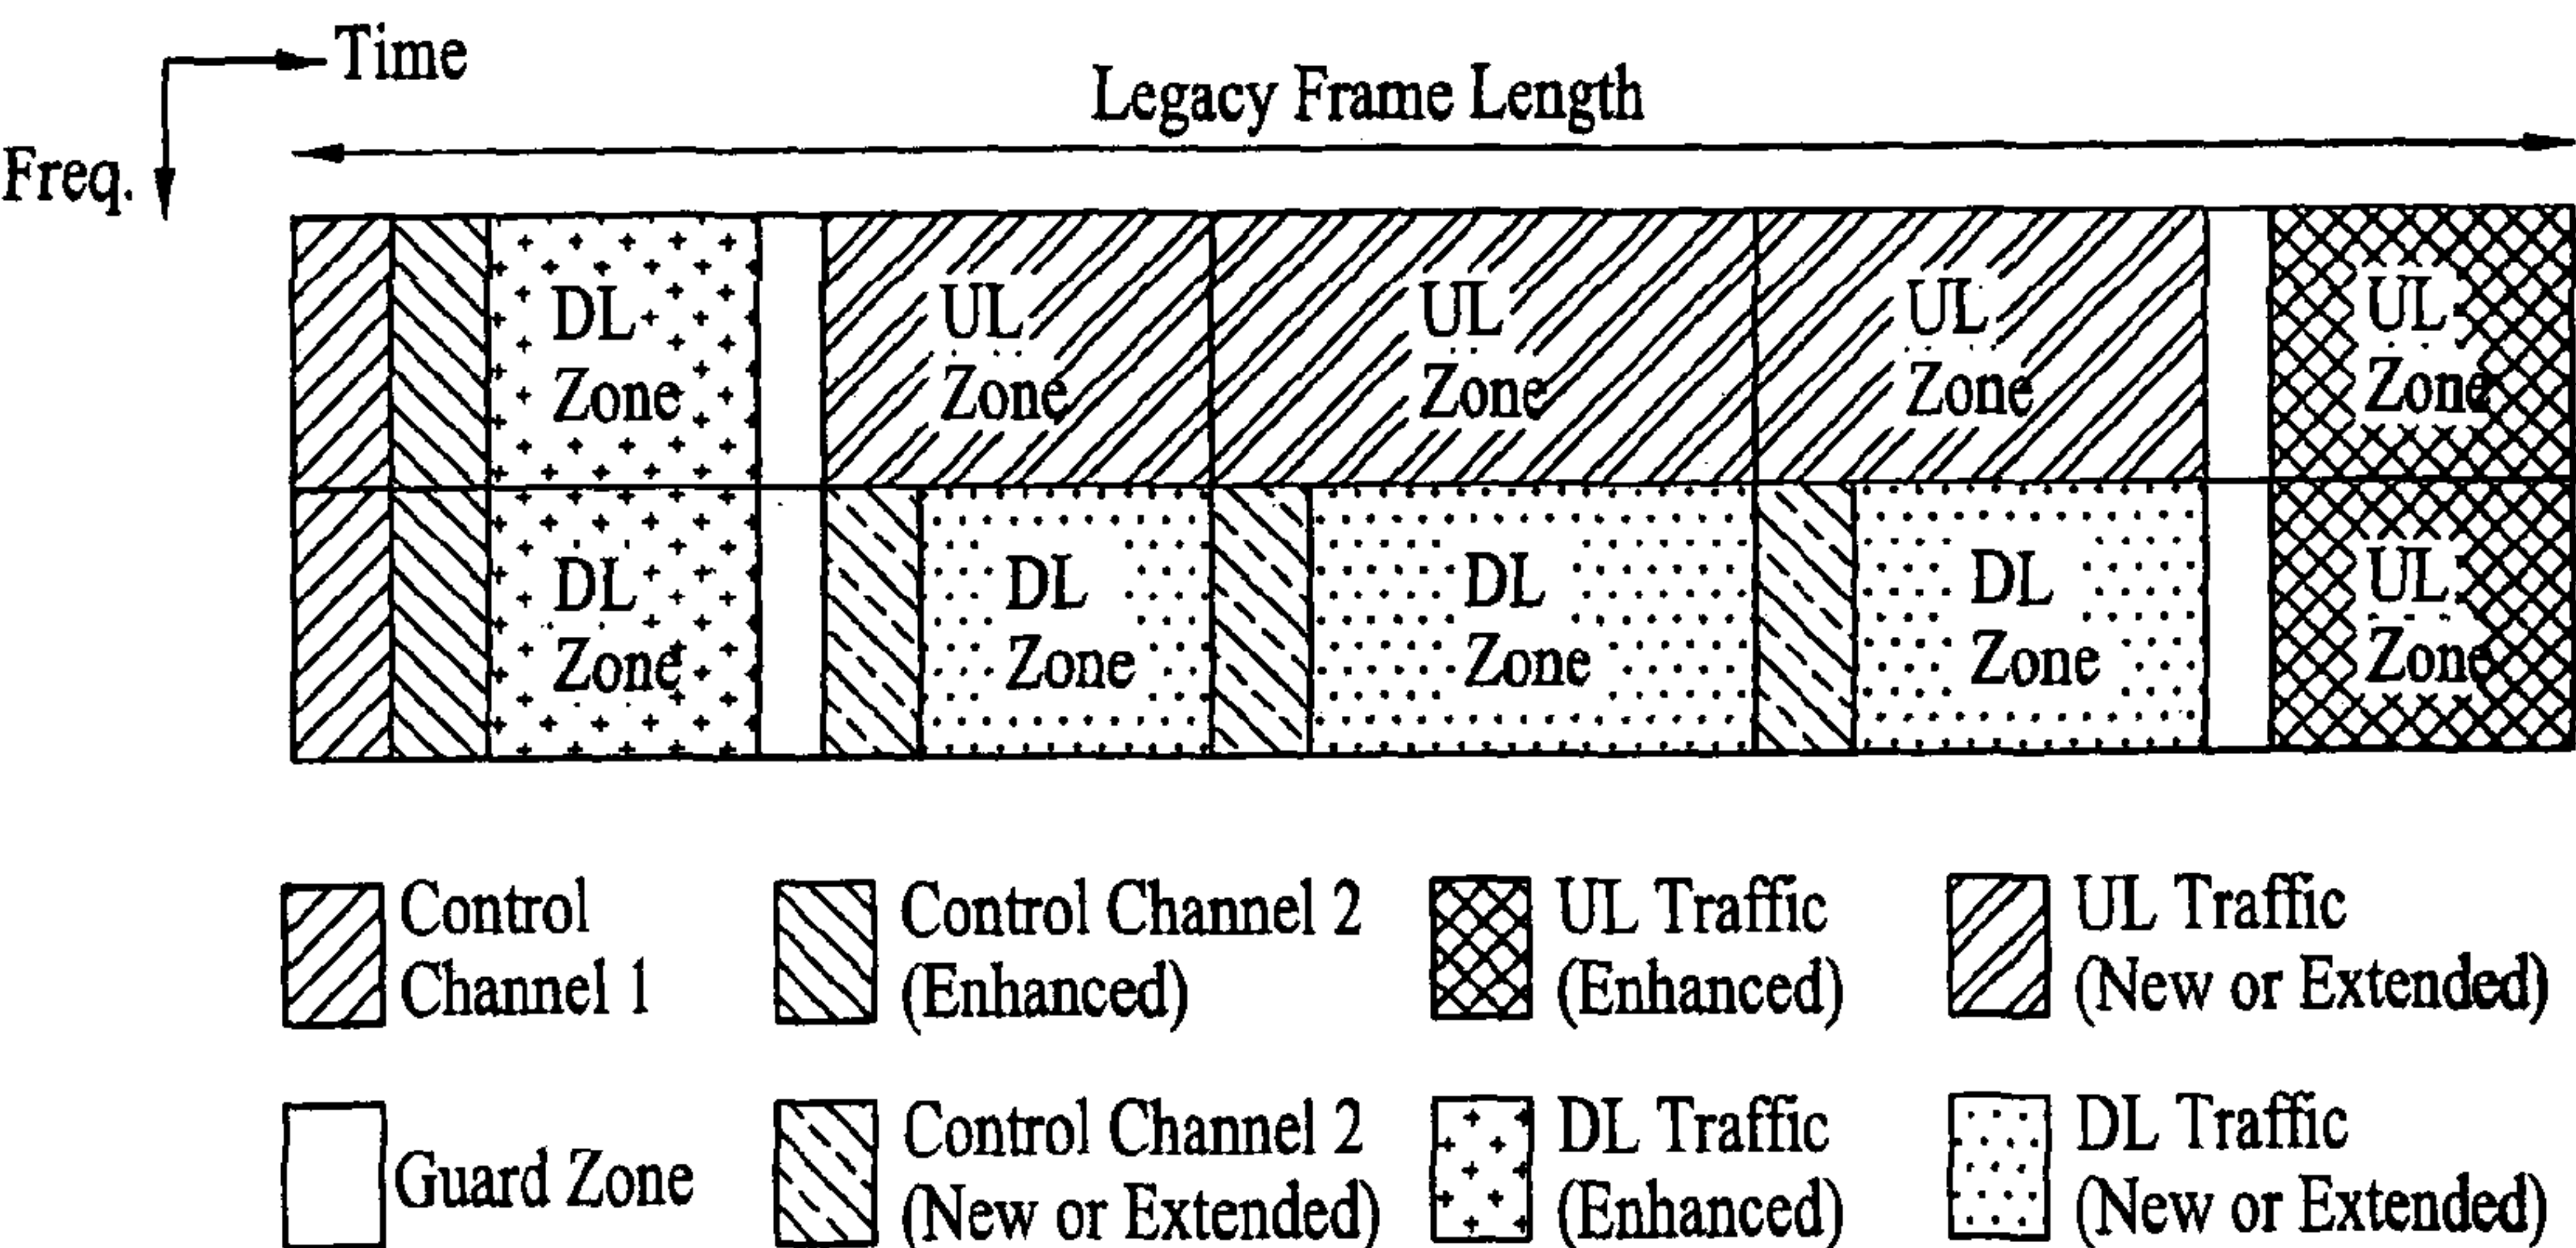 Time
Legacy Frame Length
Freq.
DL
Zone
UL
Zone
UL
Zone
UL
Zone
UL
Zone
DL
Zone
DL
Zone
DL
Zone
DL
Zone
UL
Zone
Control
Channel 1
Control Channel 2
(Enhanced)
UL Traffic
(Enhanced)
UL Traffic
(New or Extended)
Guard Zone
Control Channel 2
(New or Extended)
DL Traffic
(Enhanced)
DL Traffic
(New or Extended)